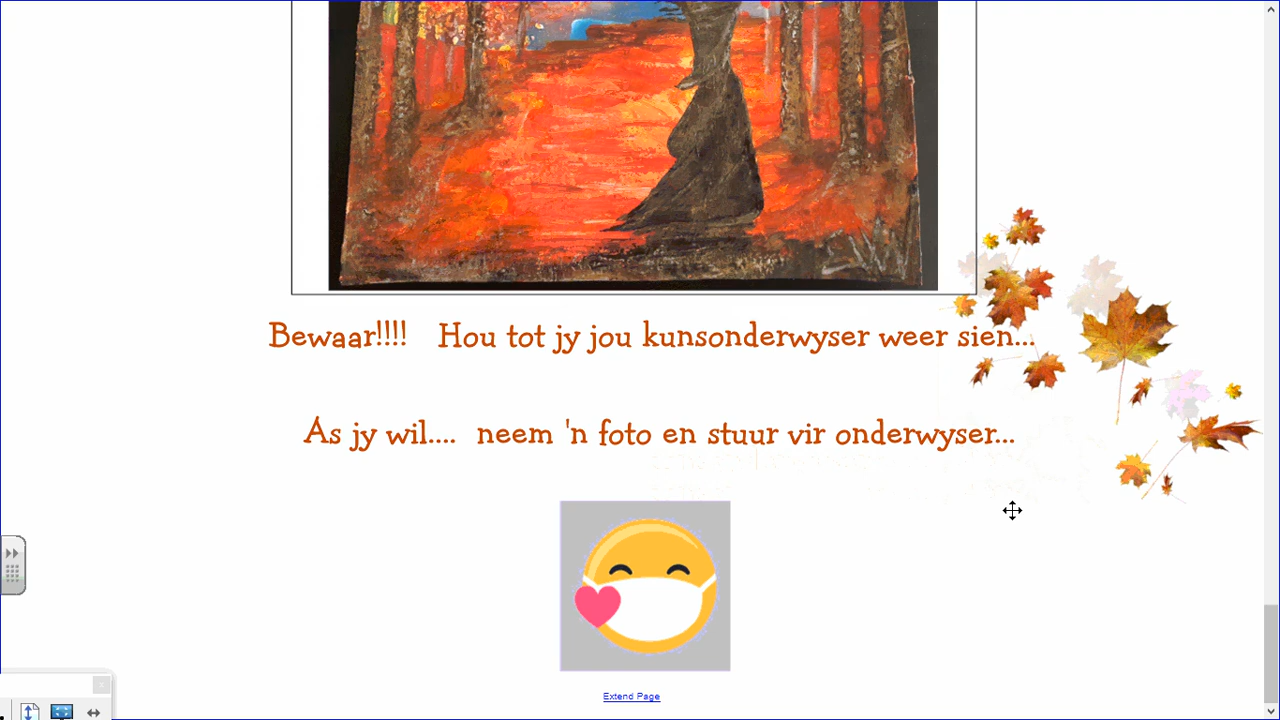 Bewaar!!!! Hou tot jy jou kunsonderwyser weer sien...
As jy wil.... neem 'n foto en stuur vir onderwyser...
Extend Page